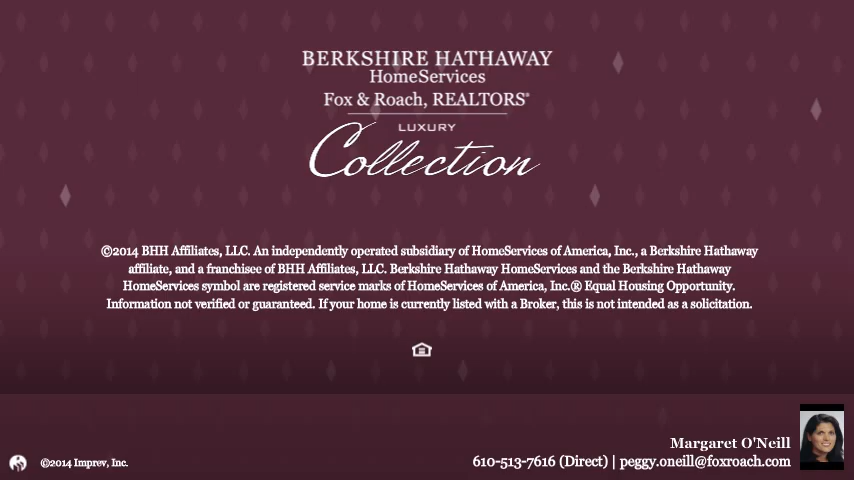 BERKSHIRE HATHAWAY
HomeServices
Fox & Roach, REALTORS®
LUXURY
Collection
©2014 BHH Affiliates, LLC. An independently operated subsidiary of HomeServices of America, Inc., a Berkshire Hathaway
affiliate, and a franchisee of BHH Affiliates, LLC. Berkshire Hathaway HomeServices and the Berkshire Hathaway
HomeServices symbol are registered service marks of HomeServices of America, Inc.® Equal Housing Opportunity.
Information not verified or guaranteed. If your home is currently listed with a Broker, this is not intended as a solicitation.
Margaret O'Neill
610-513-7616 (Direct) | peggy.oneill@foxroach.com
©2014 Imprev, Inc.